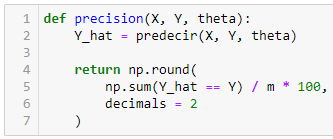 1 def precision(X, Y, theta):
2     Y_hat = predecir(X, Y, theta)
3
4     return np.round(
5         np.sum(Y_hat == Y) / m * 100,
6         decimals = 2
7     )